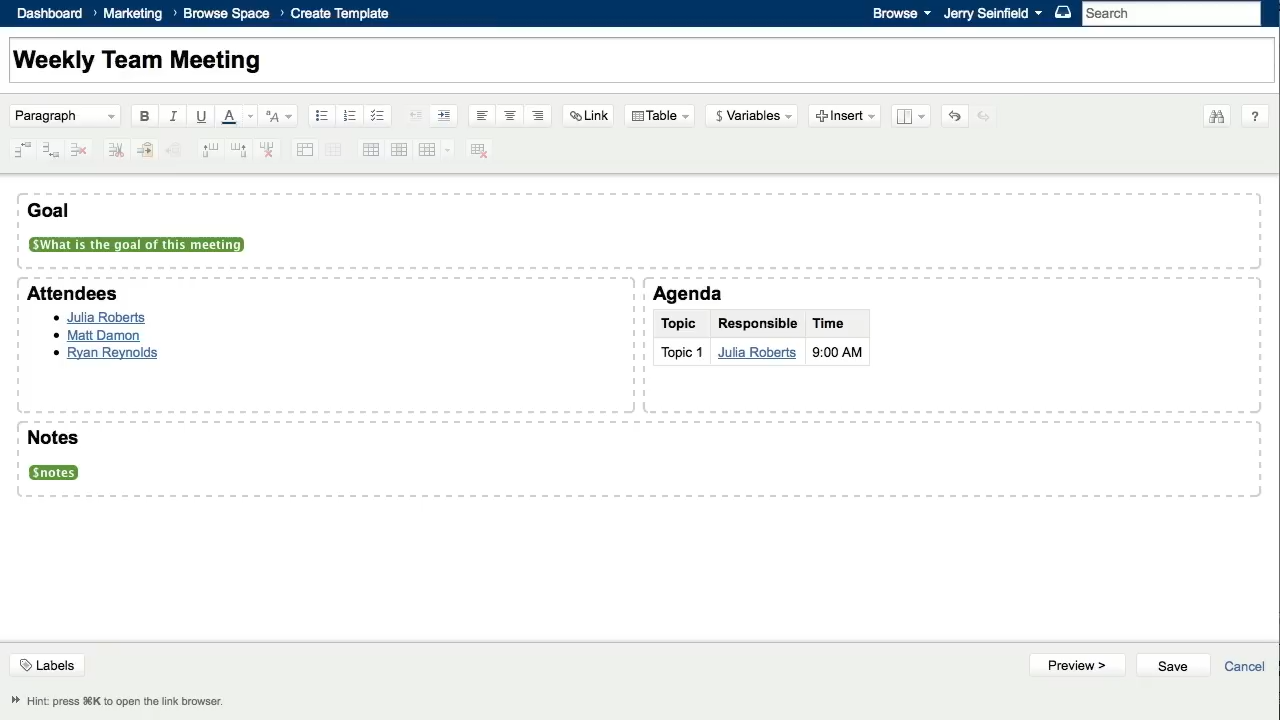 Dashboard › Marketing › Browse Space › Create Template Browse Jerry Seinfield Search
Weekly Team Meeting
Paragraph B I U A ªA Link Table $ Variables Insert ?
Goal
$What is the goal of this meeting
Attendees
• Julia Roberts
• Matt Damon
• Ryan Reynolds
Agenda
Topic Responsible Time
Topic 1 Julia Roberts 9:00 AM
Notes
$notes
Labels Preview > Save Cancel
Hint: press ⌘K to open the link browser.